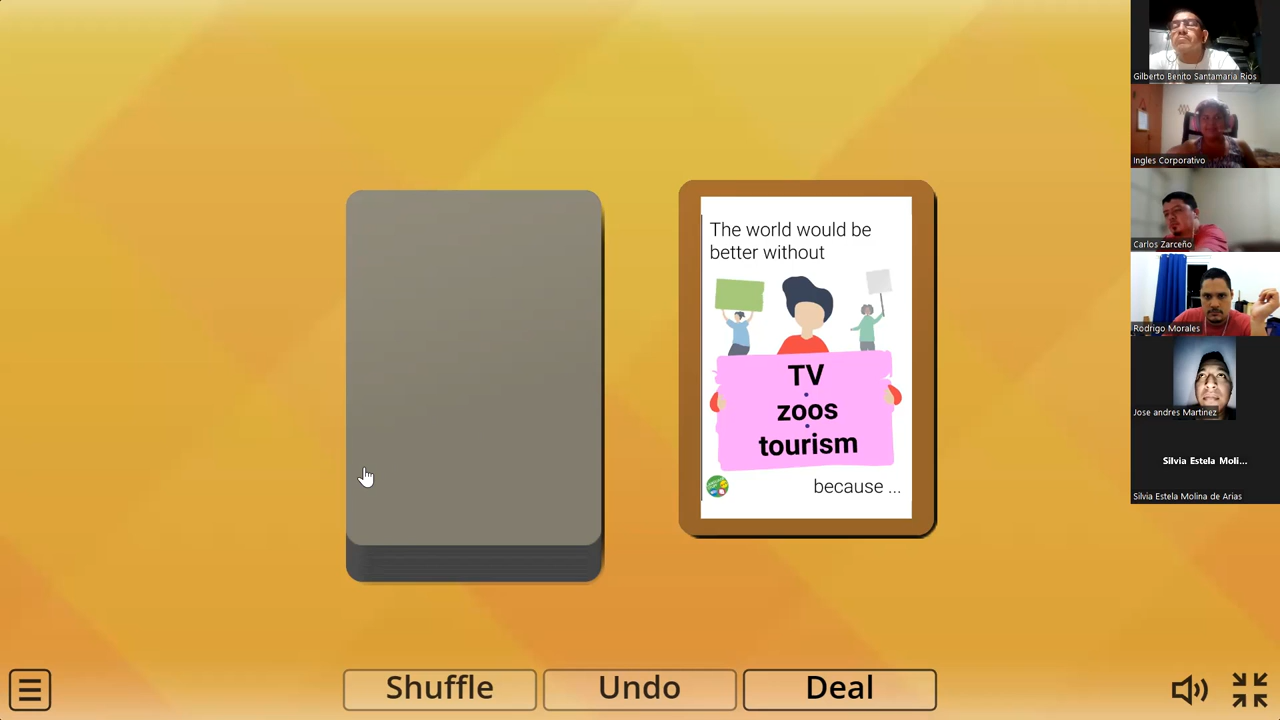 The world would be
better without
TV
zoos
tourism
because ...
Shuffle
Undo
Deal
Gilberto Benito Santamaria Rios
Ingles Corporativo
Carlos Zarceño
Rodrigo Morales
Jose andres Martinez
Silvia Estela Moli...
Silvia Estela Molina de Arias